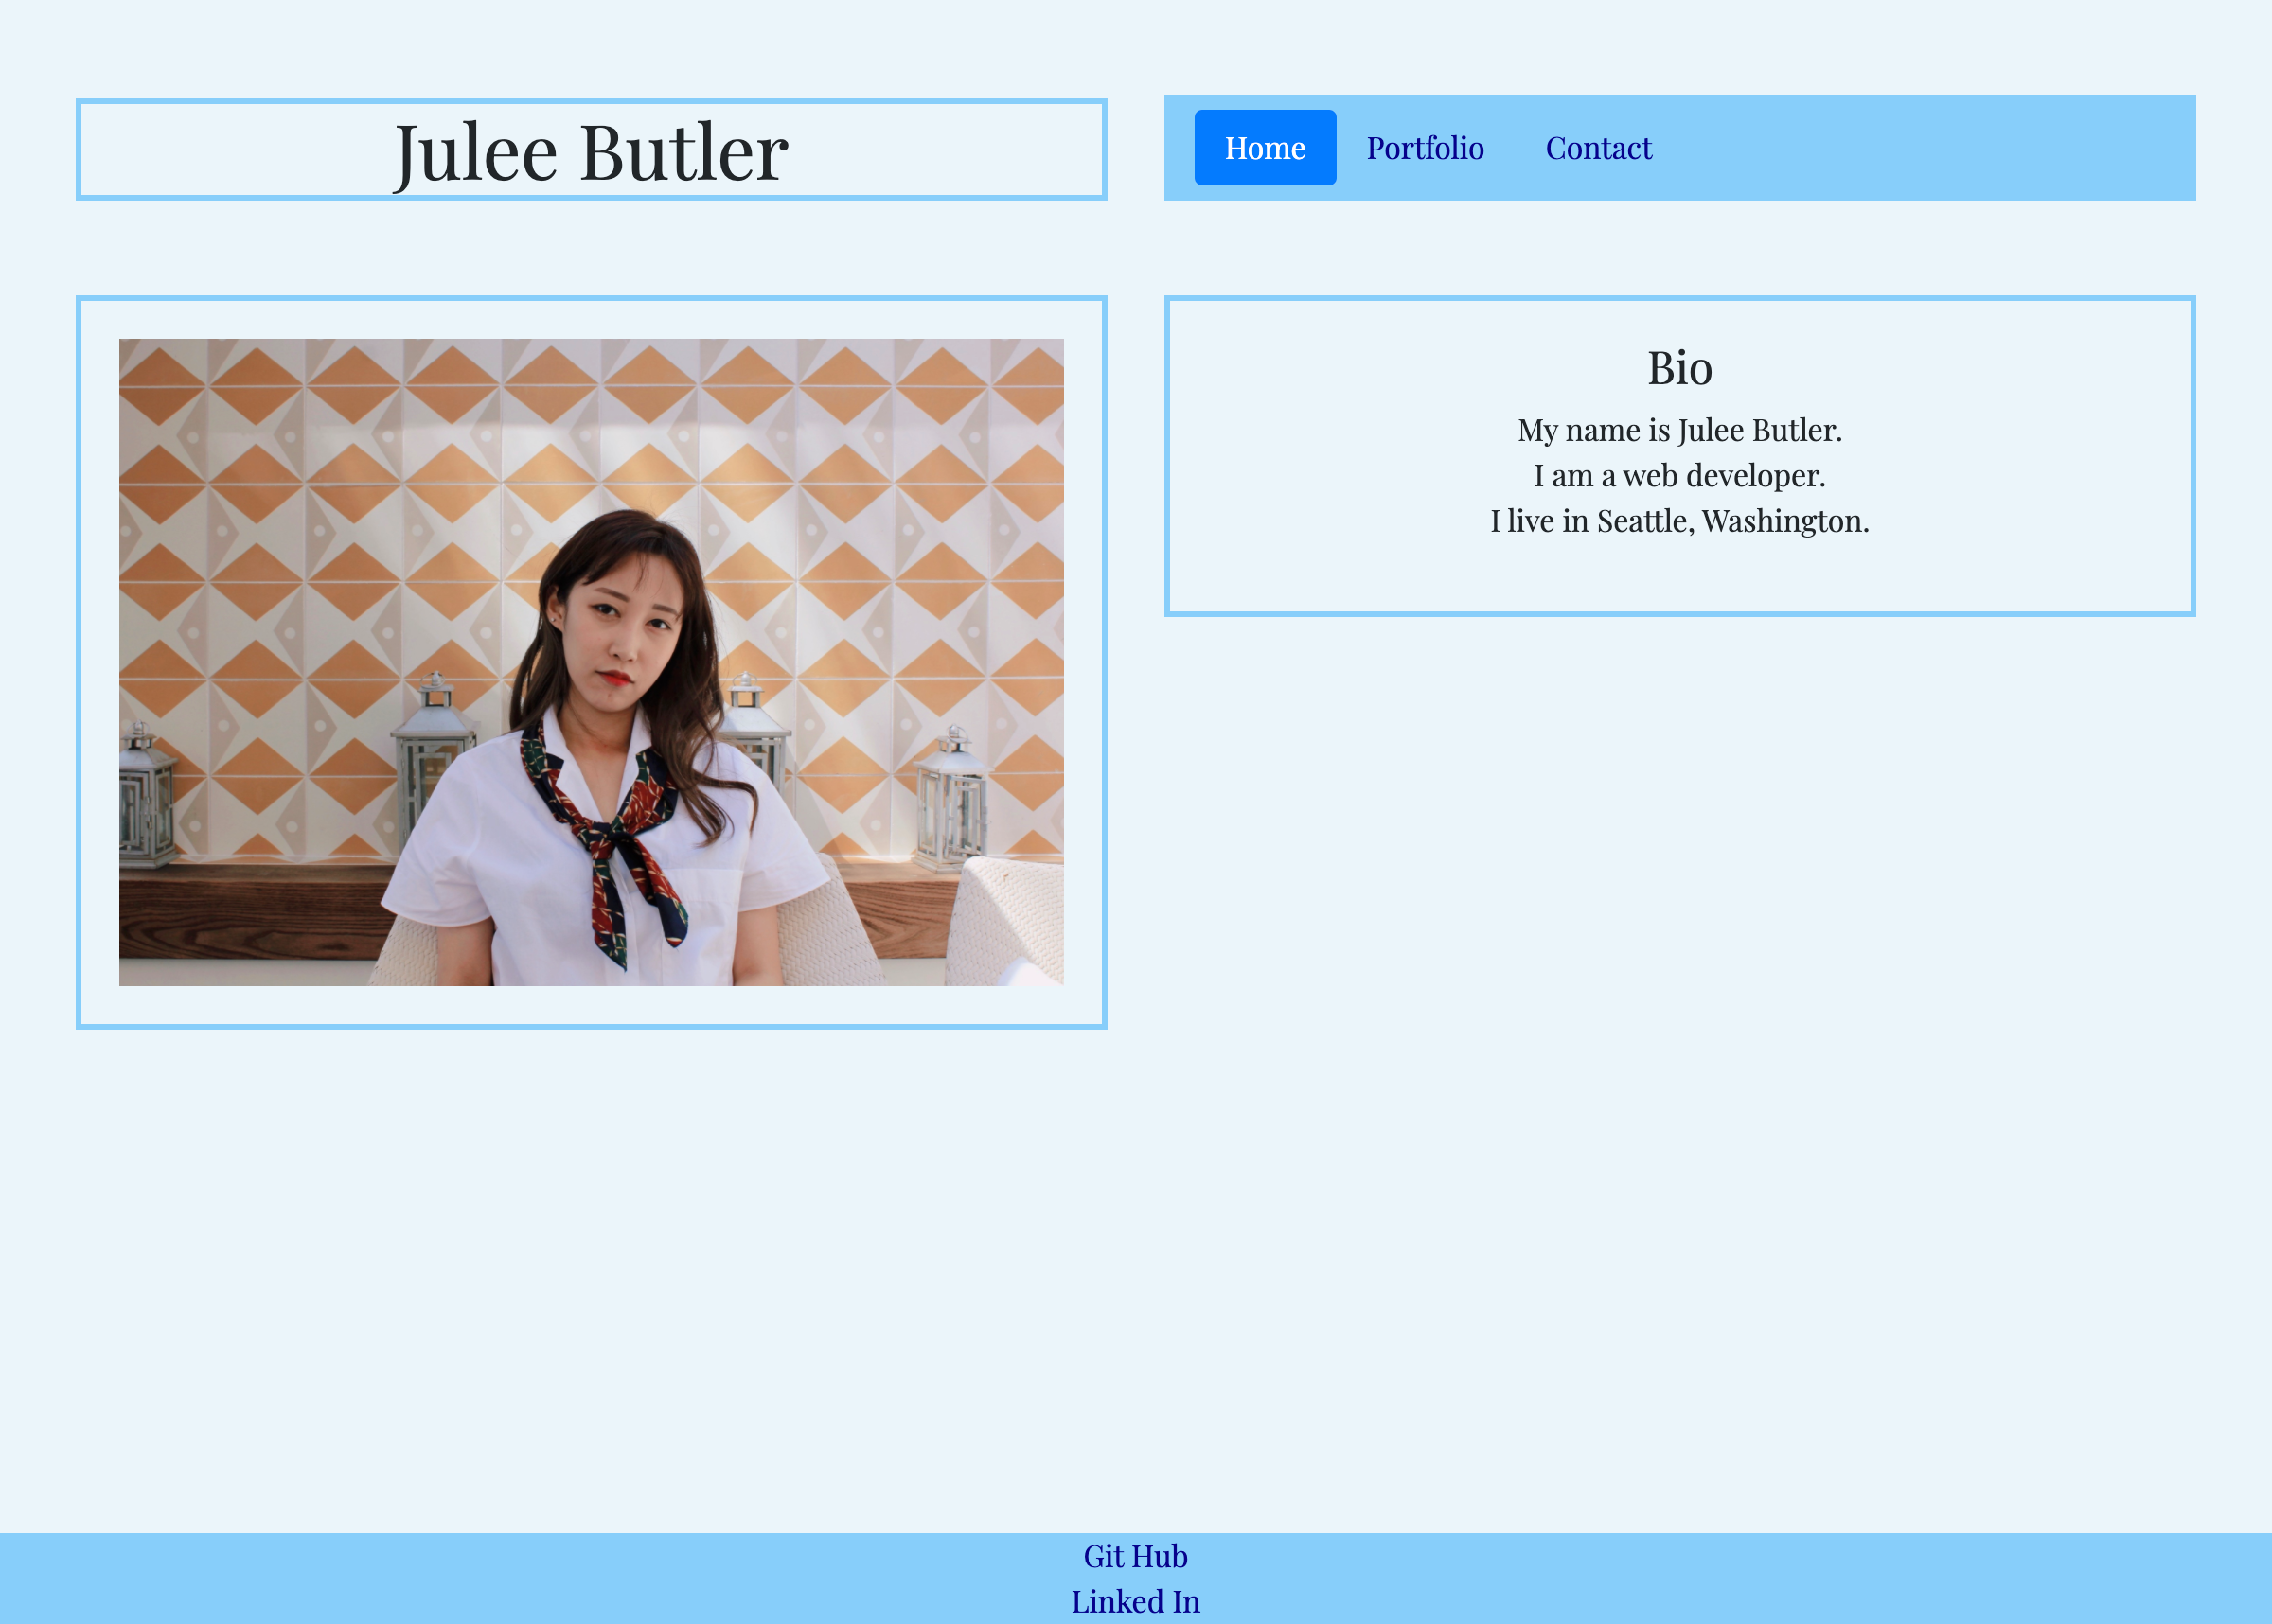 Julee Butler
Home Portfolio Contact
Bio
My name is Julee Butler.
I am a web developer.
I live in Seattle, Washington.
Git Hub
Linked In